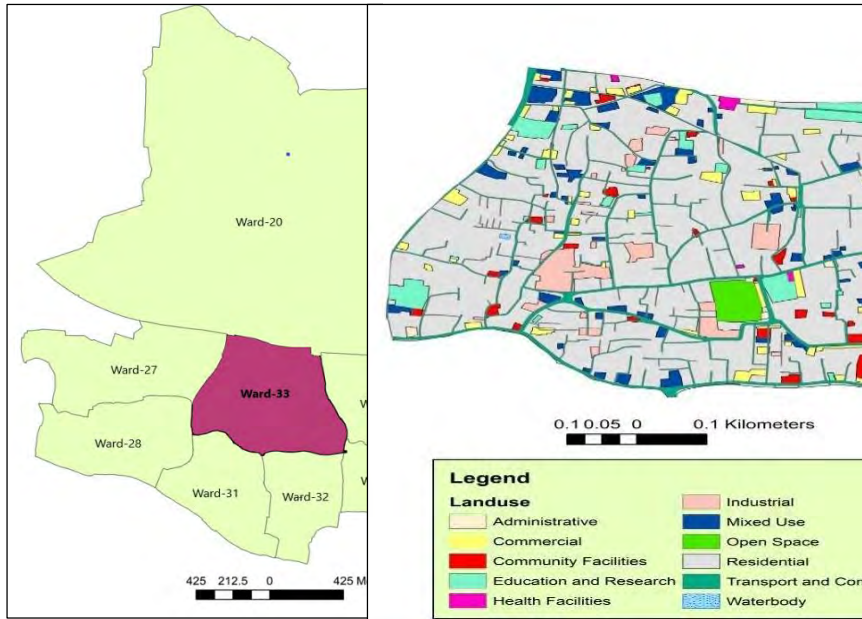 Ward-20
Ward-27
Ward-33
Ward-28
Ward-31
Ward-32
425 212.5 0 425 M
0.1 0.05 0 0.1 Kilometers
Legend
Landuse
Administrative
Commercial
Community Facilities
Education and Research
Health Facilities
Industrial
Mixed Use
Open Space
Residential
Transport and Com
Waterbody